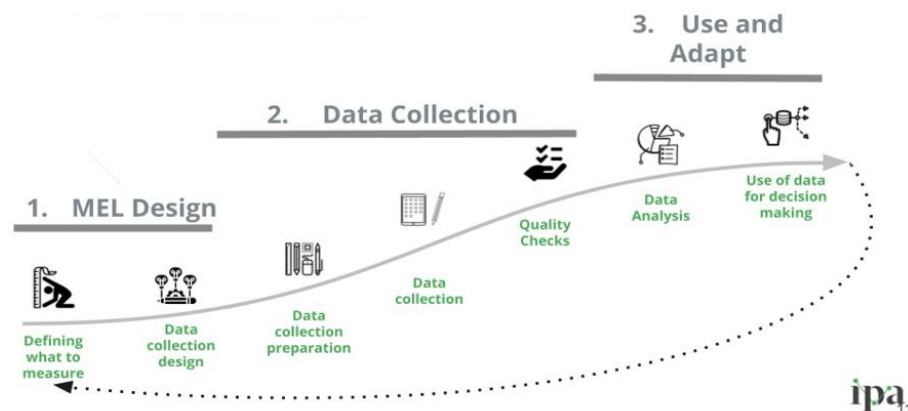 3. Use and
Adapt
2. Data Collection
1. MEL Design
Defining
what to
measure
Data
collection
design
Data
collection
preparation
Data
collection
Quality
Checks
Data
Analysis
Use of data
for decision
making
ipa